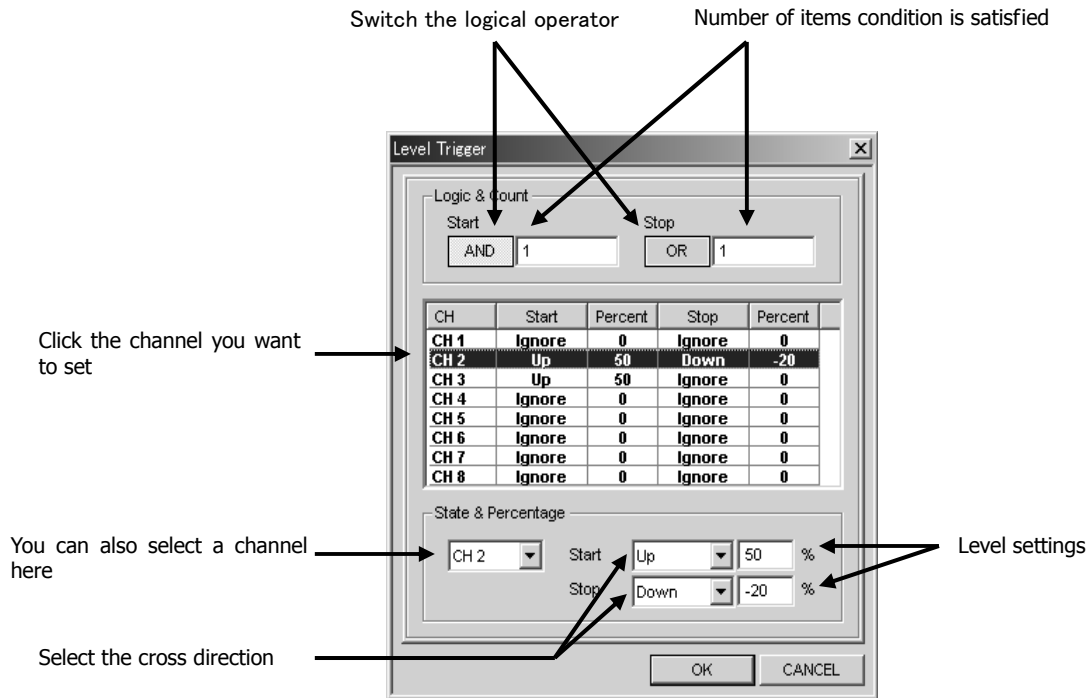 Switch the logical operator
Number of items condition is satisfied
Level Trigger
Logic & Count
Start
Stop
AND 1
OR 1
CH Start Percent Stop Percent
CH 1 Ignore 0 Ignore 0
CH 2 Up 50 Down -20
CH 3 Up 50 Ignore 0
CH 4 Ignore 0 Ignore 0
CH 5 Ignore 0 Ignore 0
CH 6 Ignore 0 Ignore 0
CH 7 Ignore 0 Ignore 0
CH 8 Ignore 0 Ignore 0
Click the channel you want
to set
State & Percentage
CH 2
Start Up 50 %
Stop Down -20 %
You can also select a channel
here
Level settings
Select the cross direction
OK
CANCEL